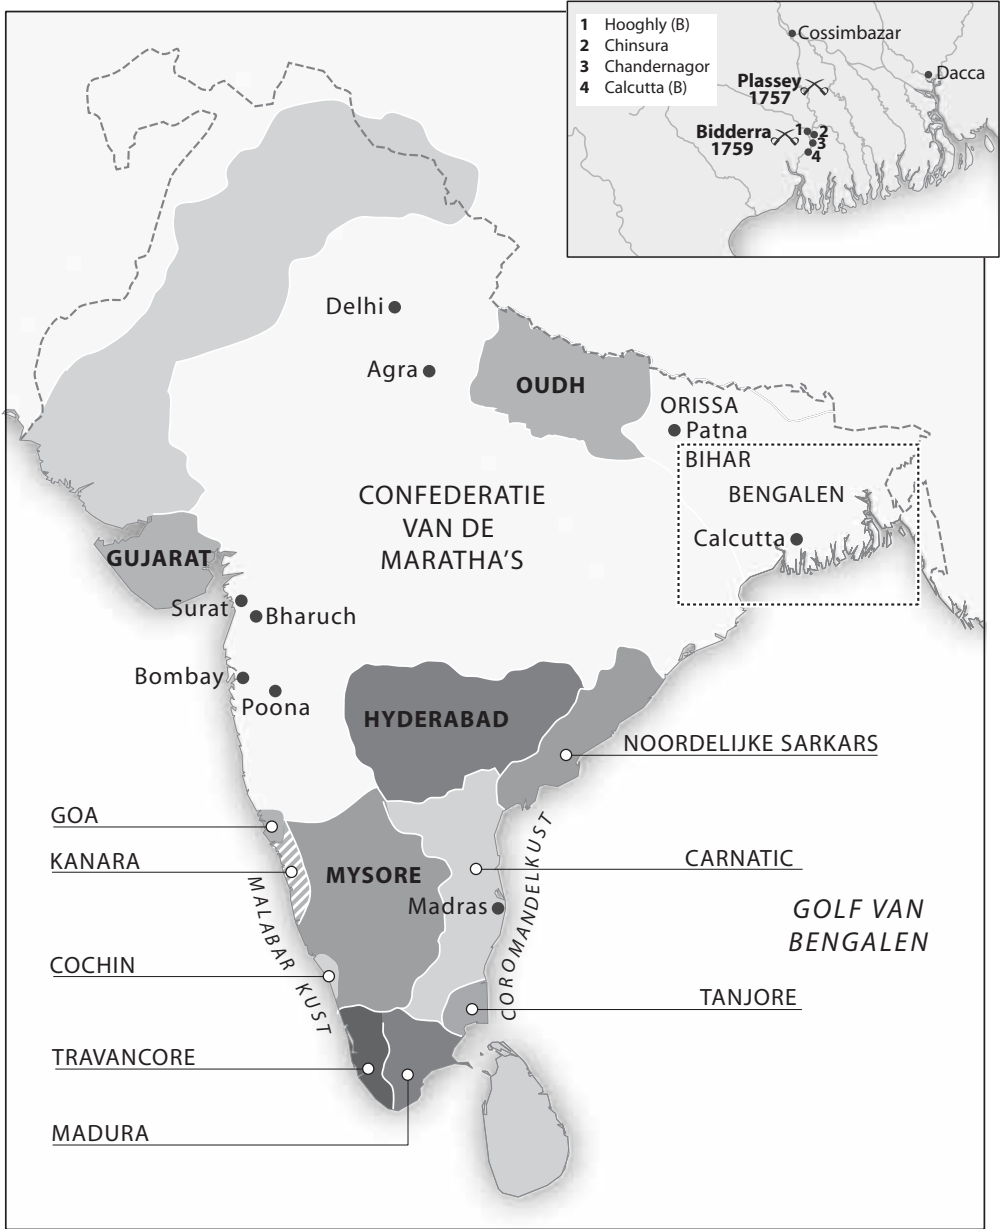 1 Hooghly (B)
2 Chinsura
3 Chandernagor
4 Calcutta (B)
Cossimbazar
Dacca
Plassey
1757
Bidderra
1759
1
2
3
4
Delhi
Agra
OUDH
ORISSA
Patna
BIHAR
BENGALEN
Calcutta
CONFEDERATIE
VAN DE
MARATHA'S
GUJARAT
Surat
Bharuch
Bombay
Poona
HYDERABAD
NOORDELIJKE SARKARS
GOA
KANARA
MYSORE
CARNATIC
Madras
MALABAR KUST
COROMANDELKUST
GOLF VAN
BENGALEN
COCHIN
TANJORE
TRAVANCORE
MADURA